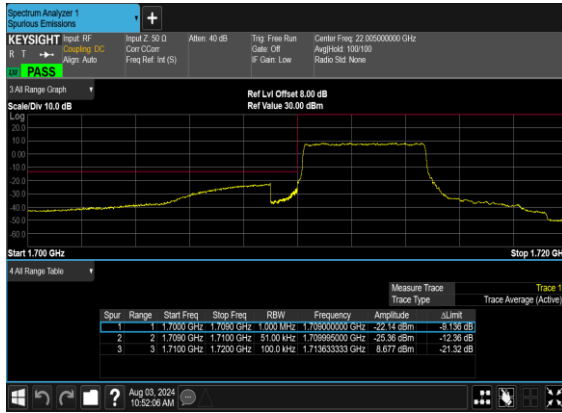 Spectrum Analyzer 1
Spurious Emissions
KEYSIGHT Input: RF Input Z: 50 Ω Atten: 40 dB Trig: Free Run Center Freq: 22.005000000 GHz
R T Coupling: DC Corr CCorr Gate: Off Avg|Hold: 100/100
Align: Auto Freq Ref: Int (S) IF Gain: Low Radio Std: None
LW PASS
3 All Range Graph
Ref Lvl Offset 8.00 dB
Scale/Div 10.0 dB Ref Value 30.00 dBm
Log
20.0
10.0
0.00
-10.0
-20.0
-30.0
-40.0
-50.0
-60.0
Start 1.700 GHz Stop 1.720 GH
4 All Range Table
Measure Trace Trace 1
Trace Type Trace Average (Active)
Spur Range Start Freq Stop Freq RBW Frequency Amplitude ΔLimit
1 1 1.7000 GHz 1.7090 GHz 1.000 MHz 1.709000000 GHz -22.14 dBm -9.136 dB
2 2 1.7090 GHz 1.7100 GHz 51.00 kHz 1.709995000 GHz -25.36 dBm -12.36 dB
3 3 1.7100 GHz 1.7200 GHz 100.0 kHz 1.713633333 GHz 8.677 dBm -21.32 dB
? Aug 03, 2024
10:52:06 AM